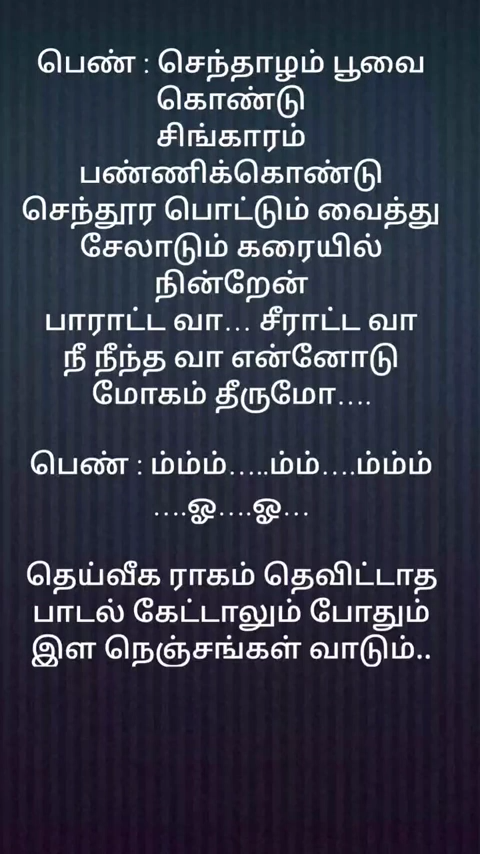 பெண் : செந்தாழம் பூவை
கொண்டு
சிங்காரம்
பண்ணிக்கொண்டு
செந்தூர பொட்டும் வைத்து
சேலாடும் கரையில்
நின்றேன்
பாராட்ட வா... சீராட்ட வா
நீ நீந்த வா என்னோடு
மோகம் தீருமோ....
பெண் : ம்ம்ம்.....ம்ம்....ம்ம்ம்
....ஓ....ஓ...
தெய்வீக ராகம் தெவிட்டாத
பாடல் கேட்டாலும் போதும்
இள நெஞ்சங்கள் வாடும்..